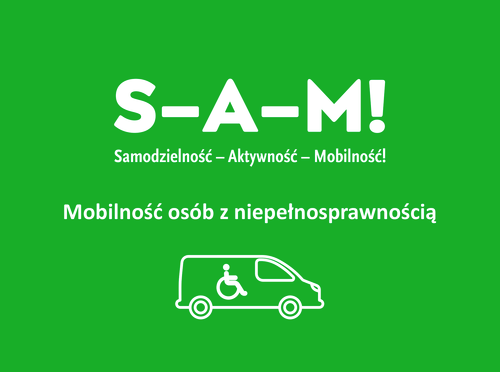 S–A–M!
Samodzielność – Aktywność – Mobilność!
Mobilność osób z niepełnosprawnością